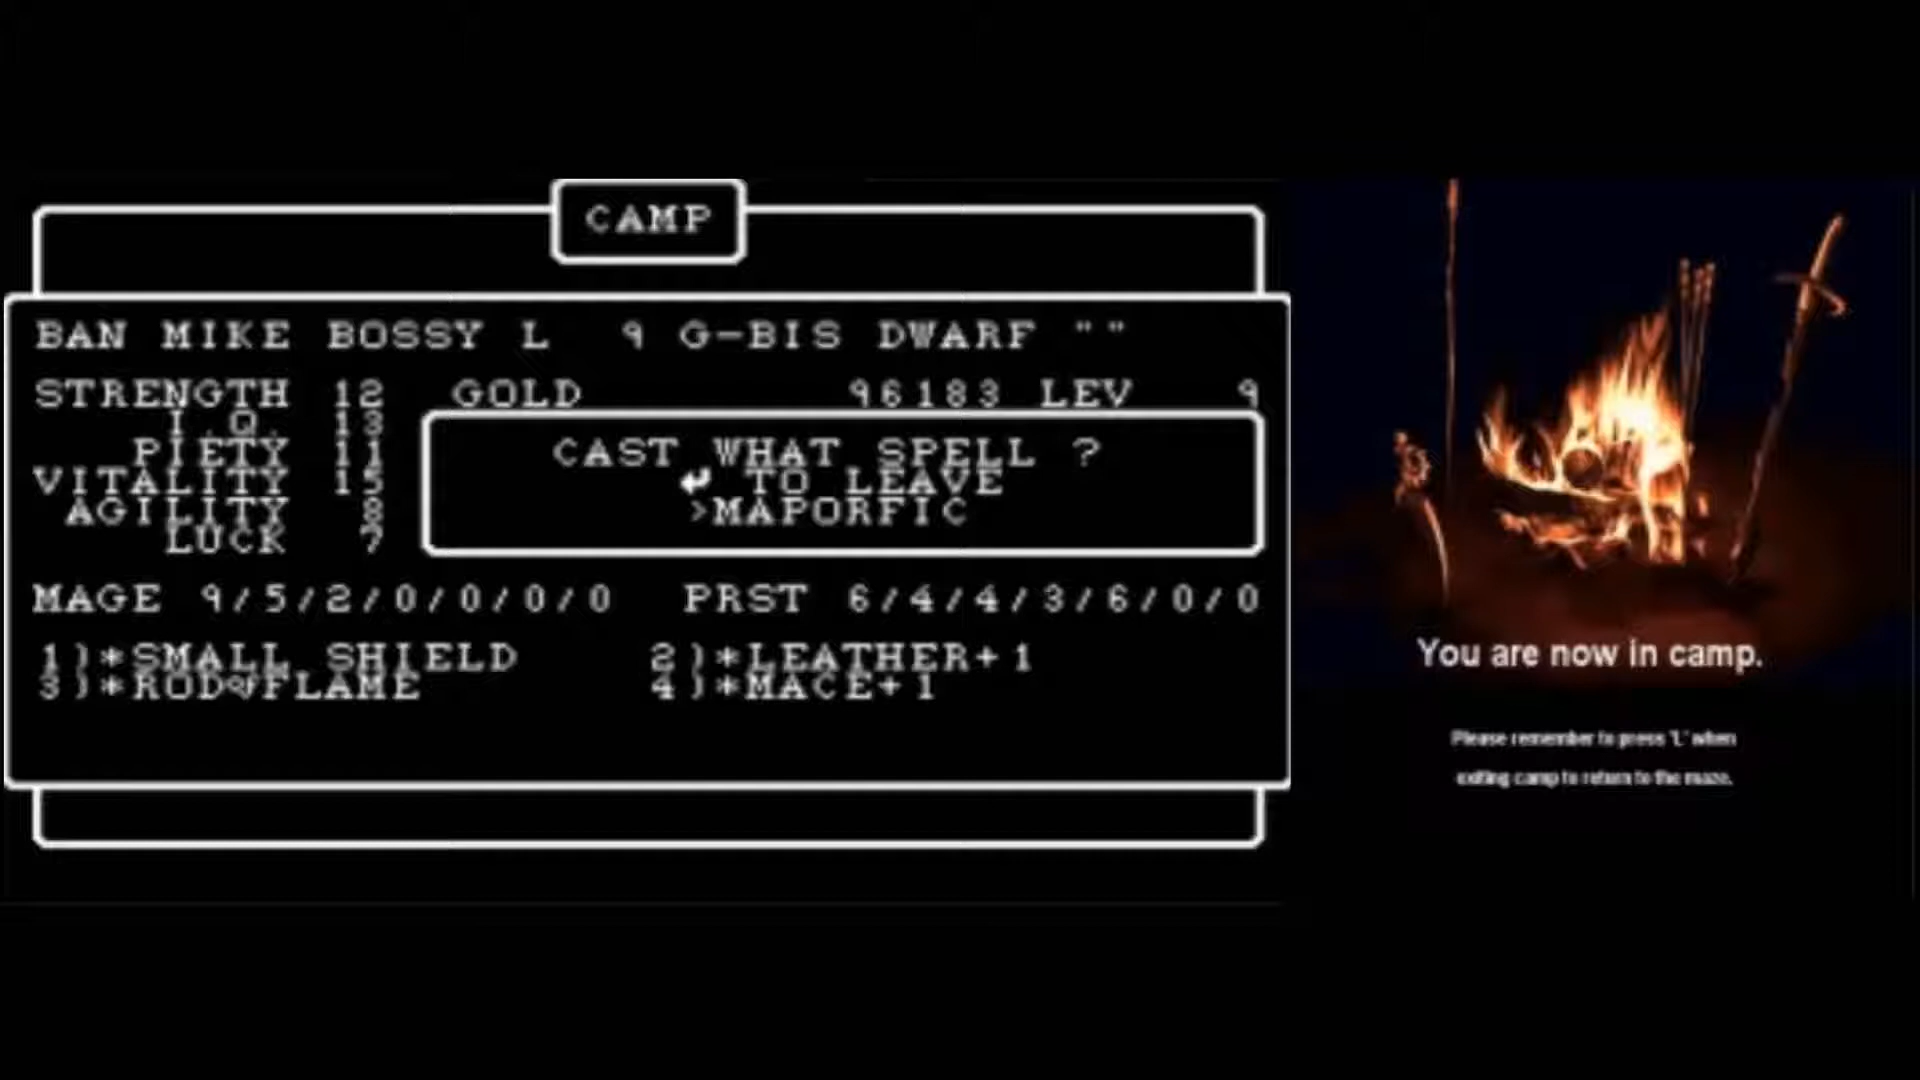 CAMP
BAN MIKE BOSSY L 9 G-BIS DWARF ""
STRENGTH 12 GOLD 96183 LEV 9
I.Q. 13
CAST WHAT SPELL ?
PIETY 11
VITALITY 15
↵ TO LEAVE
AGILITY 8
>MAPORFIC
LUCK 7
MAGE 9/5/2/0/0/0/0 PRST 6/4/4/3/6/0/0
1)*SMALL SHIELD 2)*LEATHER+1
3)*ROD FLAME 4)*MACE+1
You are now in camp.
Please remember to press 'L' when
exiting camp to return to the maze.